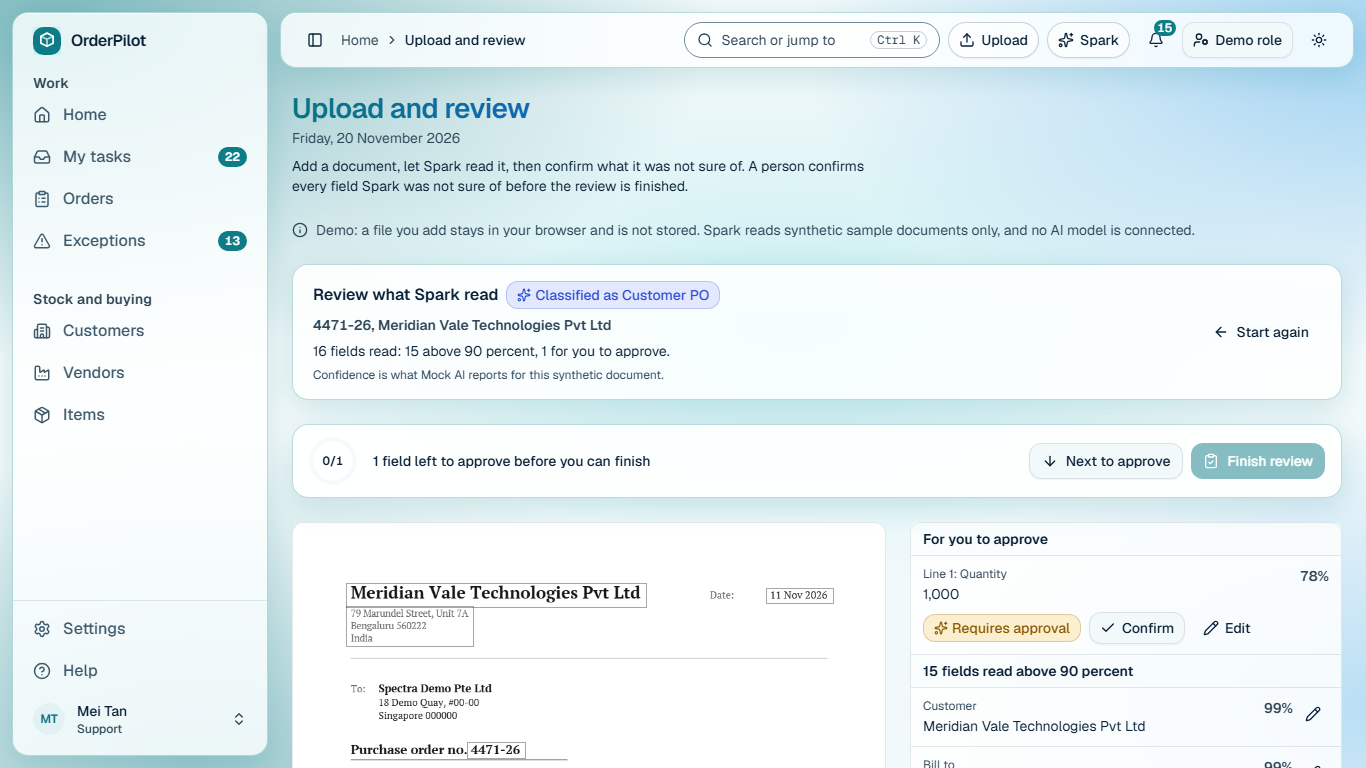 OrderPilot
Work
Home
My tasks 22
Orders
Exceptions 13
Stock and buying
Customers
Vendors
Items
Settings
Help
MT
Mei Tan
Support
Home > Upload and review
Search or jump to Ctrl K
Upload
Spark
15
Demo role
Upload and review
Friday, 20 November 2026
Add a document, let Spark read it, then confirm what it was not sure of. A person confirms
every field Spark was not sure of before the review is finished.
Demo: a file you add stays in your browser and is not stored. Spark reads synthetic sample documents only, and no AI model is connected.
Review what Spark read Classified as Customer PO
4471-26, Meridian Vale Technologies Pvt Ltd
16 fields read: 15 above 90 percent, 1 for you to approve.
Confidence is what Mock AI reports for this synthetic document.
Start again
0/1 1 field left to approve before you can finish
Next to approve
Finish review
Meridian Vale Technologies Pvt Ltd
79 Marundel Street, Unit 7A
Bengaluru 560222
India
Date: 11 Nov 2026
To: Spectra Demo Pte Ltd
18 Demo Quay, #00-00
Singapore 000000
Purchase order no. 4471-26
For you to approve
Line 1: Quantity 78%
1,000
Requires approval Confirm Edit
15 fields read above 90 percent
Customer 99%
Meridian Vale Technologies Pvt Ltd
Bill to 99%